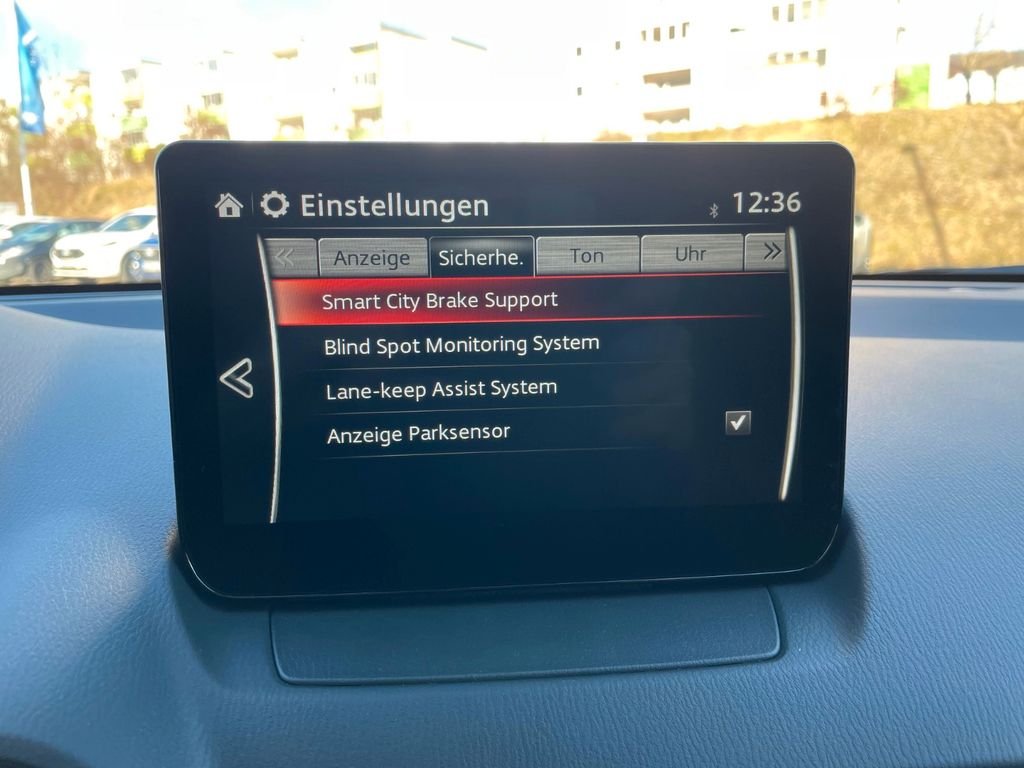 Einstellungen
12:36
Anzeige
Sicherhe.
Ton
Uhr
Smart City Brake Support
Blind Spot Monitoring System
Lane-keep Assist System
Anzeige Parksensor